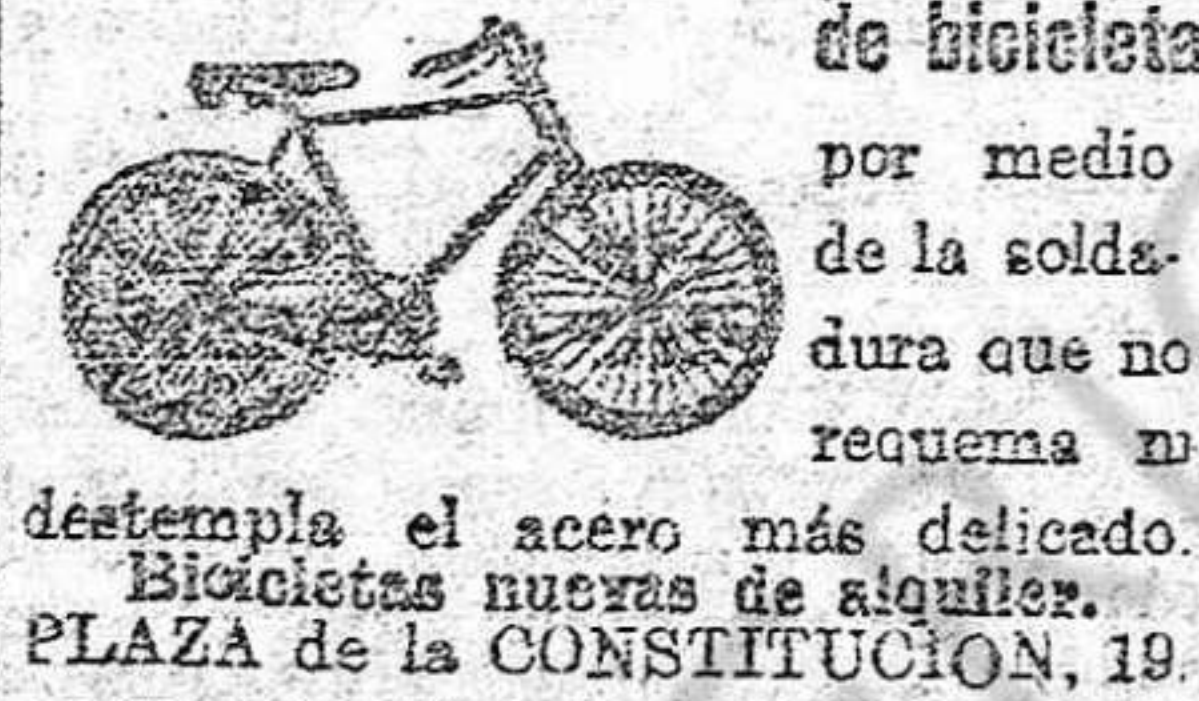 de bicicleta
por medio
de la solda-
dura que no
requema ni
destempla el acero más delicado.
Bicicletas nuevas de alquiler.
PLAZA de la CONSTITUCION, 19.